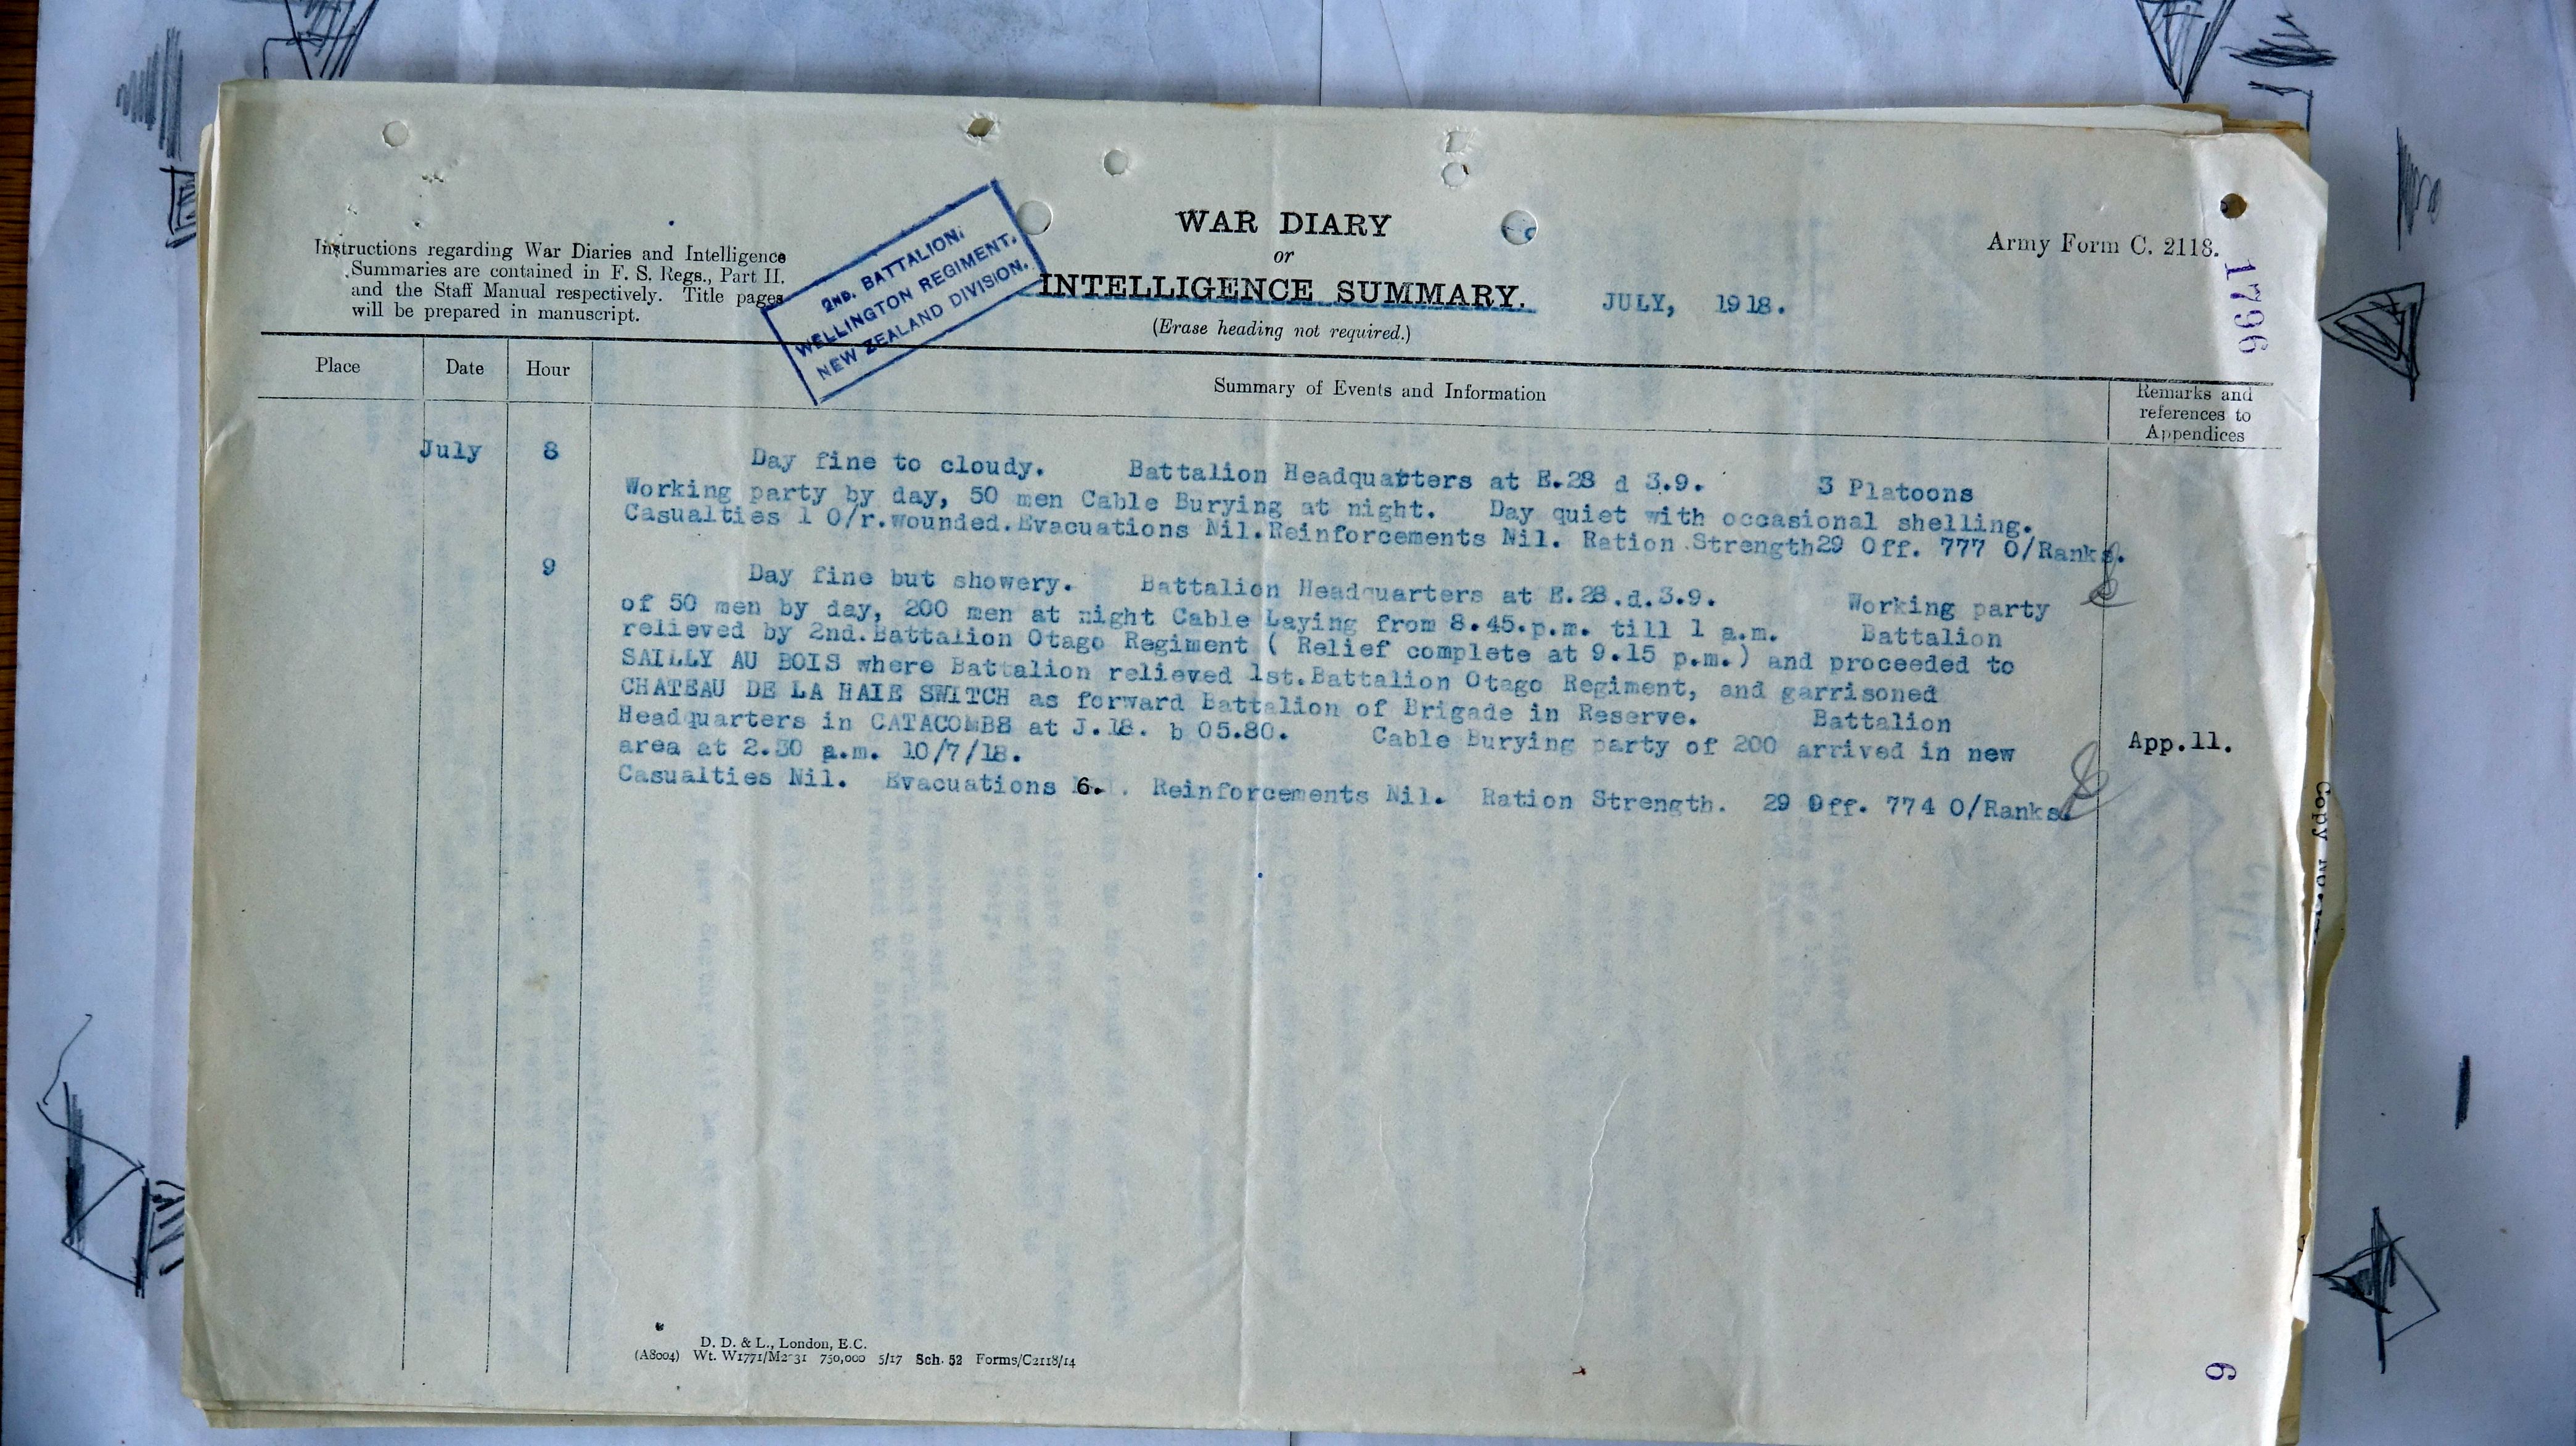 Instructions regarding War Diaries and Intelligence
Summaries are contained in F. S. Regs., Part II.
and the Staff Manual respectively. Title pages
will be prepared in manuscript.
2ND. BATTALION.
WELLINGTON REGIMENT.
NEW ZEALAND DIVISION.
WAR DIARY
or
INTELLIGENCE SUMMARY.
(Erase heading not required.)
JULY, 1918.
Army Form C. 2118.
1796
Place Date Hour Summary of Events and Information Remarks and
references to
Appendices
July 8 Day fine to cloudy. Battalion Headquarters at E.28 d 3.9. 3 Platoons
Working party by day, 50 men Cable Burying at night. Day quiet with occasional shelling.
Casualties 1 O/r.wounded.Evacuations Nil.Reinforcements Nil. Ration Strength29 Off. 777 O/Ranks.
9 Day fine but showery. Battalion Headquarters at E.28.d.3.9. Working party
of 50 men by day, 200 men at night Cable Laying from 8.45.p.m. till 1 a.m. Battalion
relieved by 2nd.Battalion Otago Regiment ( Relief complete at 9.15 p.m.) and proceeded to
SAILLY AU BOIS where Battalion relieved 1st.Battalion Otago Regiment, and garrisoned
CHATEAU DE LA HAIE SWITCH as forward Battalion of Brigade in Reserve. Battalion
Headquarters in CATACOMBS at J.18. b 05.80. Cable Burying party of 200 arrived in new
area at 2.30 a.m. 10/7/18. App.11.
Casualties Nil. Evacuations 6. Reinforcements Nil. Ration Strength. 29 Off. 774 O/Ranks.
Copy No
D. D. & L., London, E.C.
(A8004) Wt. W1771/M2 31 750,000 5/17 Sch. 52 Forms/C2118/14
6